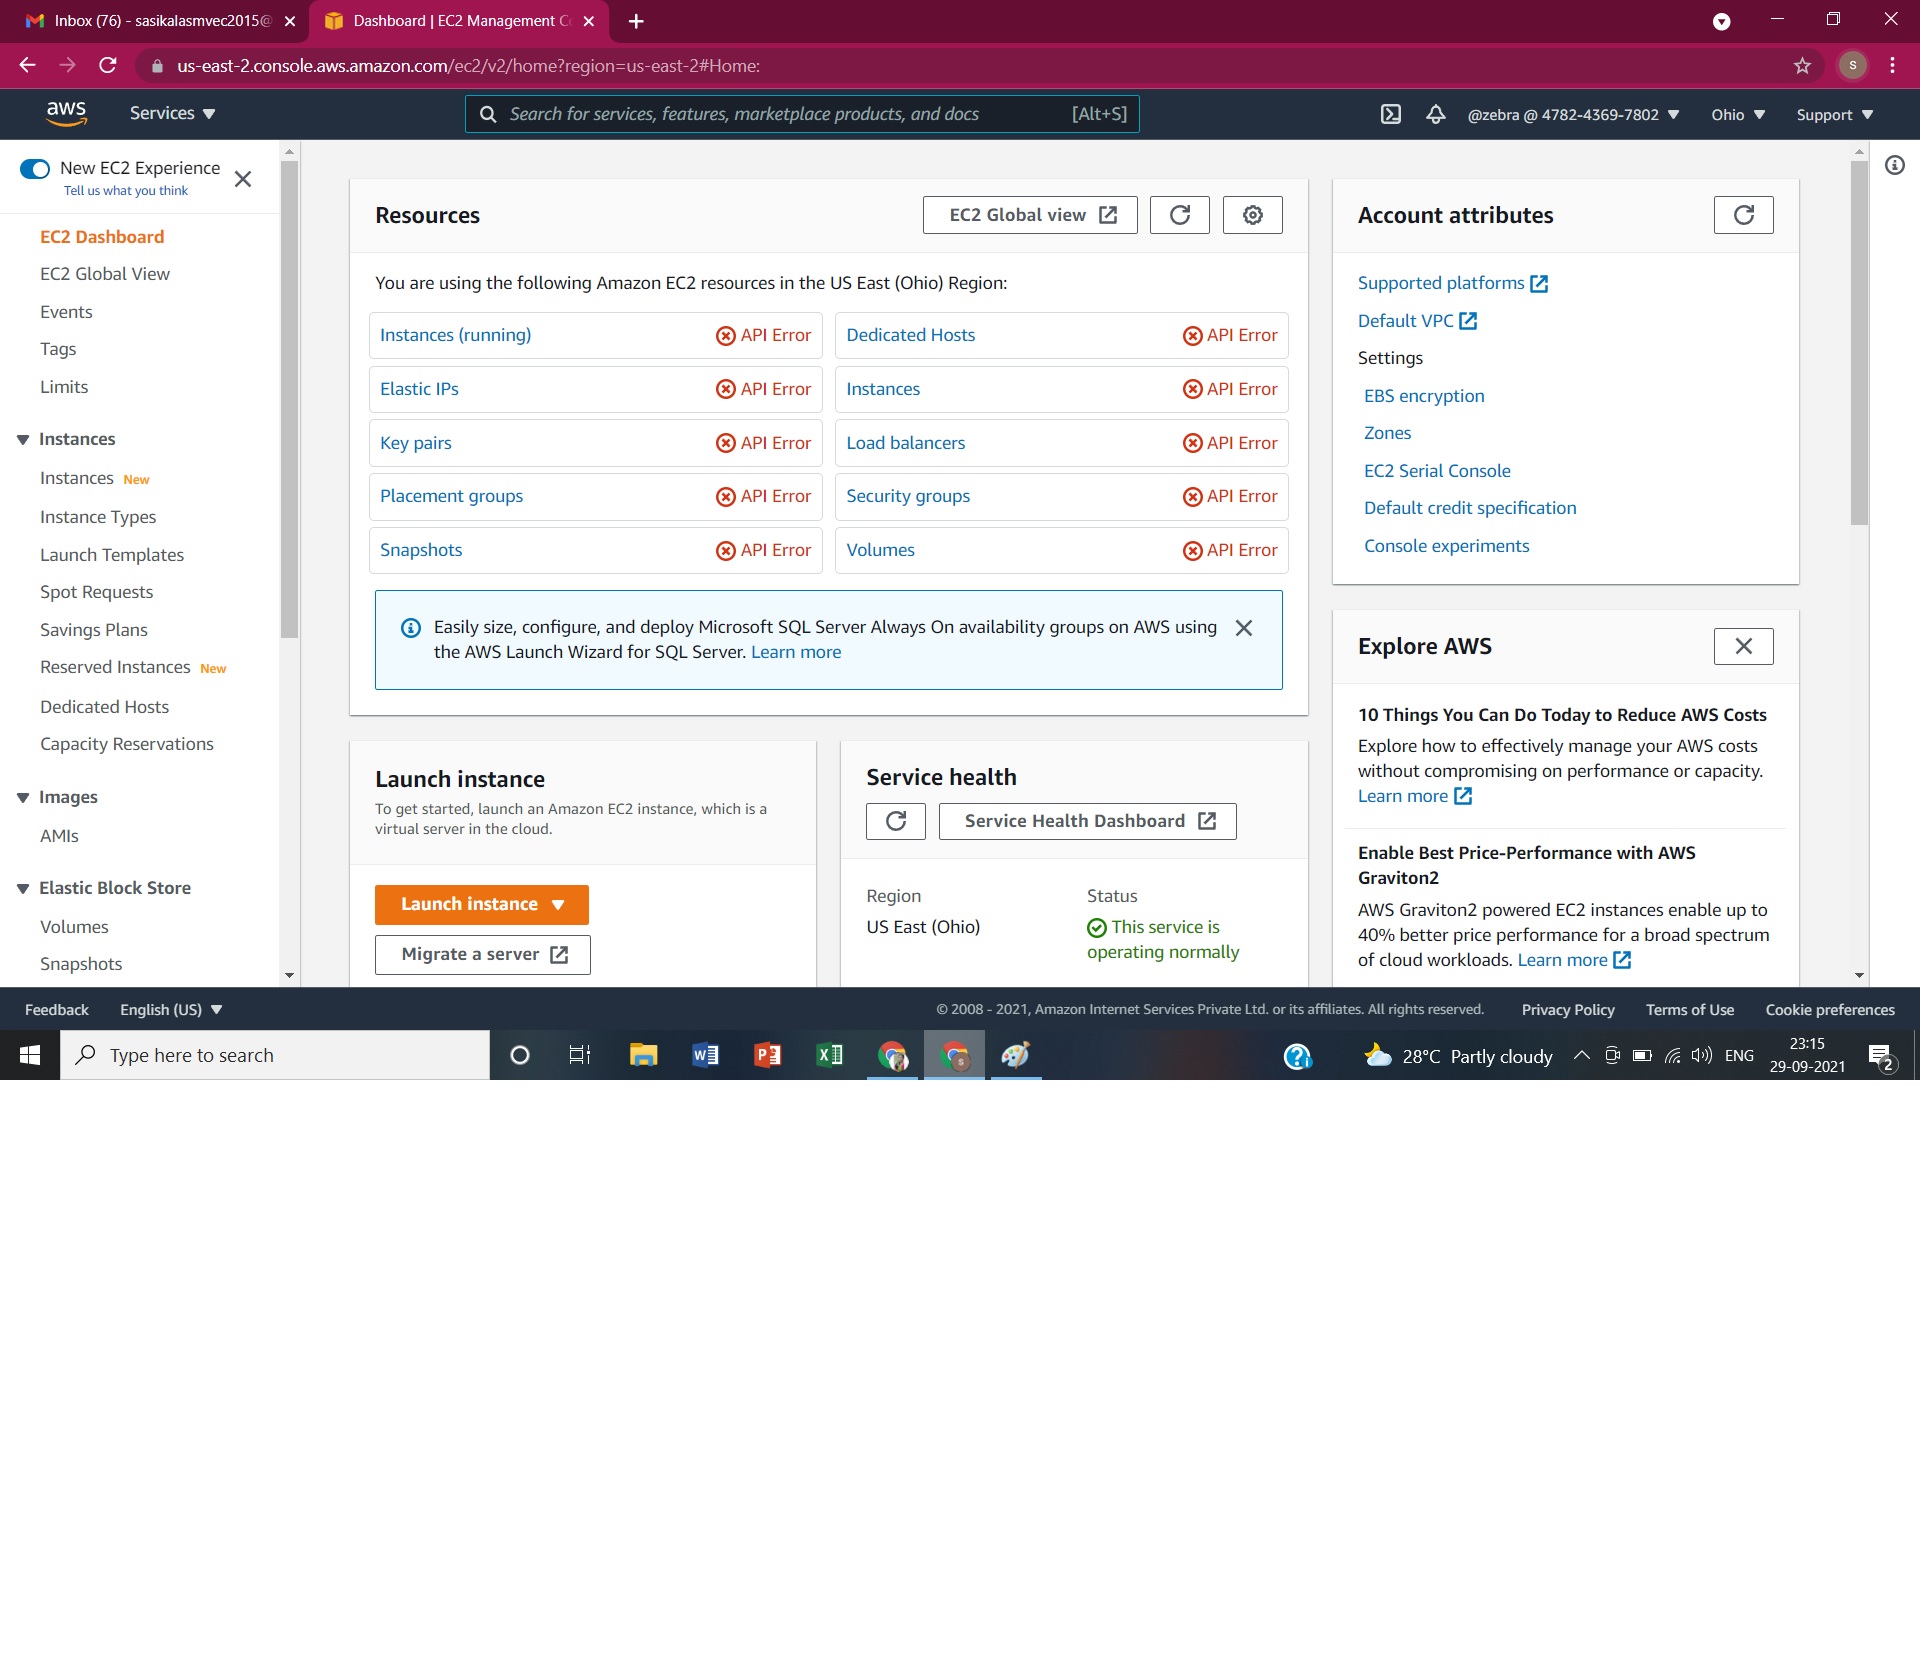 Inbox (76) - sasikalasmvec2015@
Dashboard | EC2 Management C
us-east-2.console.aws.amazon.com/ec2/v2/home?region=us-east-2#Home:
S
aws
Services
Search for services, features, marketplace products, and docs
[Alt+S]
@zebra @ 4782-4369-7802
Ohio
Support
New EC2 Experience
Tell us what you think
EC2 Dashboard
EC2 Global View
Events
Tags
Limits
Instances
Instances New
Instance Types
Launch Templates
Spot Requests
Savings Plans
Reserved Instances New
Dedicated Hosts
Capacity Reservations
Images
AMIs
Elastic Block Store
Volumes
Snapshots
Resources
EC2 Global view
You are using the following Amazon EC2 resources in the US East (Ohio) Region:
Instances (running) API Error
Dedicated Hosts API Error
Elastic IPs API Error
Instances API Error
Key pairs API Error
Load balancers API Error
Placement groups API Error
Security groups API Error
Snapshots API Error
Volumes API Error
Easily size, configure, and deploy Microsoft SQL Server Always On availability groups on AWS using
the AWS Launch Wizard for SQL Server. Learn more
Launch instance
To get started, launch an Amazon EC2 instance, which is a
virtual server in the cloud.
Launch instance
Migrate a server
Service health
Service Health Dashboard
Region
US East (Ohio)
Status
This service is
operating normally
Account attributes
Supported platforms
Default VPC
Settings
EBS encryption
Zones
EC2 Serial Console
Default credit specification
Console experiments
Explore AWS
10 Things You Can Do Today to Reduce AWS Costs
Explore how to effectively manage your AWS costs
without compromising on performance or capacity.
Learn more
Enable Best Price-Performance with AWS
Graviton2
AWS Graviton2 powered EC2 instances enable up to
40% better price performance for a broad spectrum
of cloud workloads. Learn more
Feedback
English (US)
© 2008 - 2021, Amazon Internet Services Private Ltd. or its affiliates. All rights reserved.
Privacy Policy
Terms of Use
Cookie preferences
Type here to search
28°C Partly cloudy
ENG
23:15
29-09-2021
2